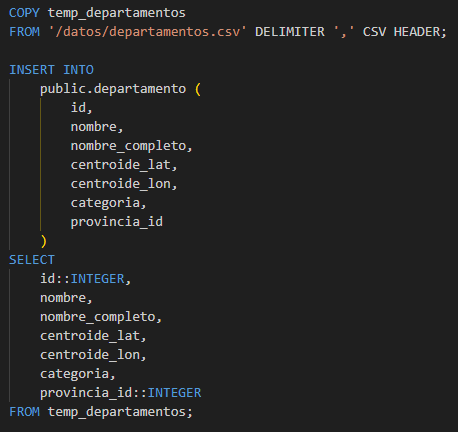 COPY temp_departamentos
FROM '/datos/departamentos.csv' DELIMITER ',' CSV HEADER;

INSERT INTO
    public.departamento (
        id,
        nombre,
        nombre_completo,
        centroide_lat,
        centroide_lon,
        categoria,
        provincia_id
    )
SELECT
    id::INTEGER,
    nombre,
    nombre_completo,
    centroide_lat,
    centroide_lon,
    categoria,
    provincia_id::INTEGER
FROM temp_departamentos;